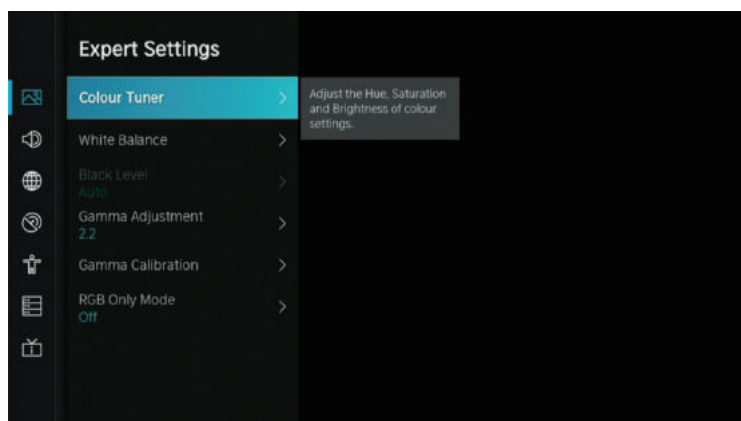 Expert Settings
Colour Tuner
Adjust the Hue, Saturation
and Brightness of colour
settings.
White Balance
Black Level
Auto
Gamma Adjustment
2.2
Gamma Calibration
RGB Only Mode
Off